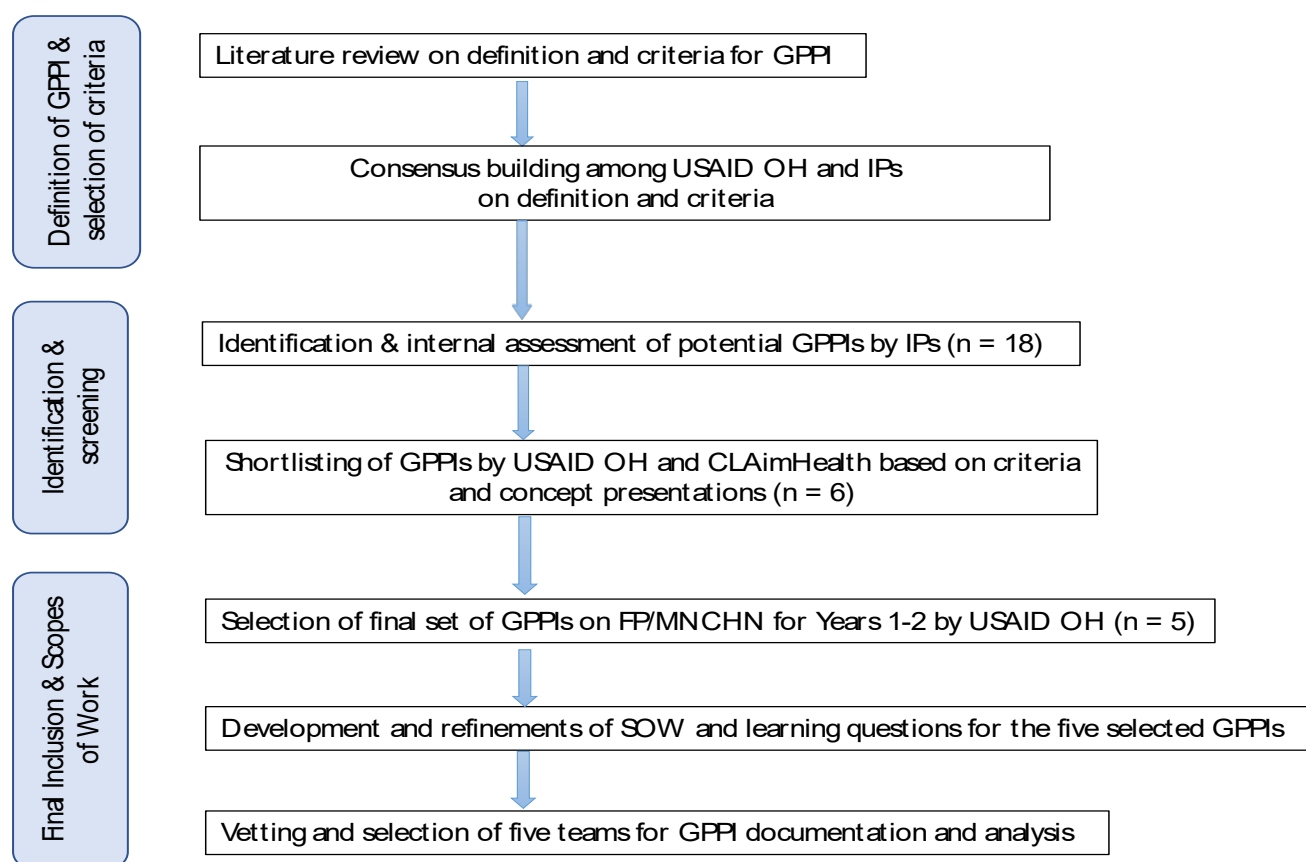 Definition of GPPI &
selection of criteria
Literature review on definition and criteria for GPPI
Consensus building among USAID OH and IPs
on definition and criteria
Identification &
screening
Identification & internal assessment of potential GPPIs by IPs (n = 18)
Shortlisting of GPPIs by USAID OH and CLAimHealth based on criteria
and concept presentations (n = 6)
Final Inclusion & Scopes
of Work
Selection of final set of GPPIs on FP/MNCHN for Years 1-2 by USAID OH (n = 5)
Development and refinements of SOW and learning questions for the five selected GPPIs
Vetting and selection of five teams for GPPI documentation and analysis